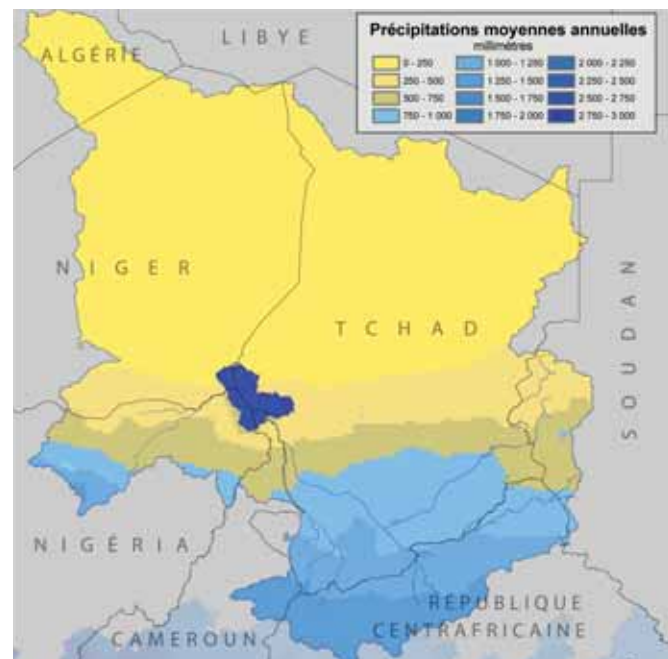 Précipitations moyennes annuelles
millimètres
0 - 250
250 - 500
500 - 750
750 - 1 000
1 000 - 1 250
1 250 - 1 500
1 500 - 1 750
1 750 - 2 000
2 000 - 2 250
2 250 - 2 500
2 500 - 2 750
2 750 - 3 000
LIBYE
ALGÉRIE
NIGER
TCHAD
SOUDAN
NIGÉRIA
RÉPUBLIQUE
CENTRAFRICAINE
CAMEROUN